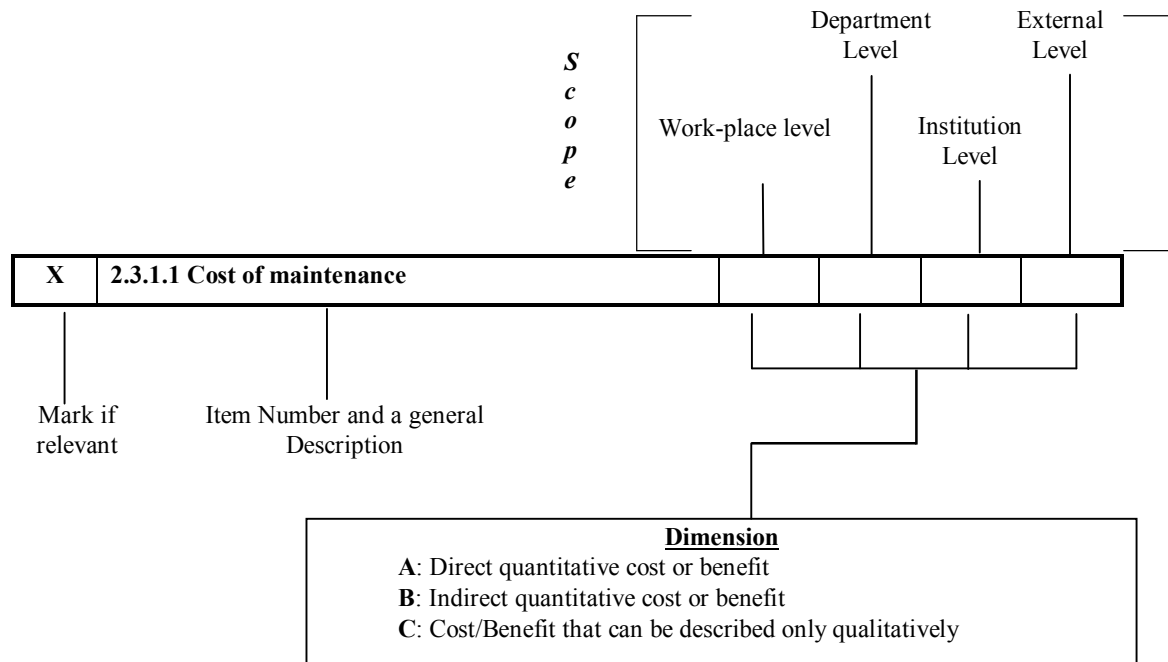 Department
Level
External
Level
S
c
o
p
e
Work-place level
Institution
Level
X
2.3.1.1 Cost of maintenance
Mark if
relevant
Item Number and a general
Description
Dimension
A: Direct quantitative cost or benefit
B: Indirect quantitative cost or benefit
C: Cost/Benefit that can be described only qualitatively